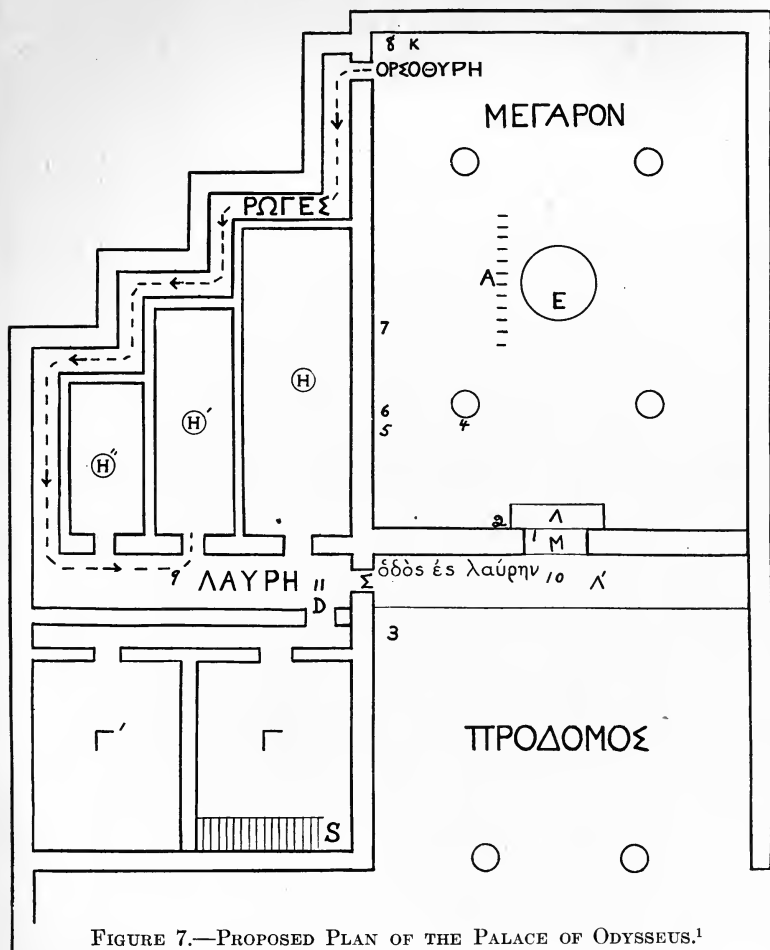 8 Κ
ΟΡΣΟΘΥΡΗ
ΜΕΓΑΡΟΝ
ΡΩΓΕΣ
Α
Ε
7
Η
6
5
4
Η′
Η″
2
Λ
1
Μ
9
ΛΑΥΡΗ
11
D
Σ
ὁδὸς ἐς λαύρην
10
Λ′
3
Γ′
Γ
ΠΡΟΔΟΜΟΣ
S
FIGURE 7.—PROPOSED PLAN OF THE PALACE OF ODYSSEUS.¹